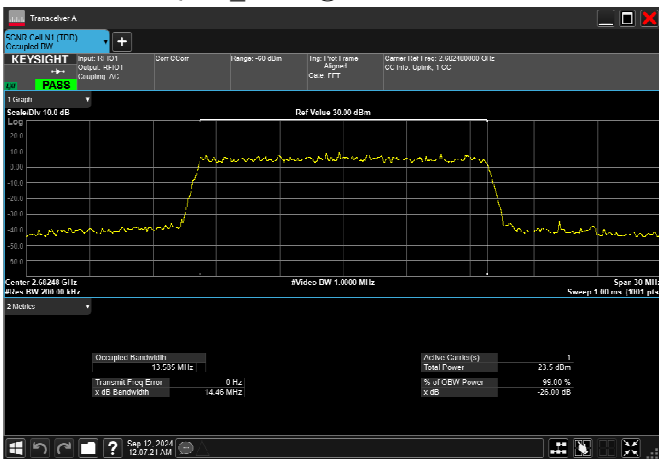 Transceiver A
5GNR Cell N1 (TDD)
Occupied BW
KEYSIGHT
PASS
Input: RFIO1
Output: RFIO1
Coupling: AC
Corr CCorr
Range: -60 dBm
Trig: Prot Frame
Aligned
Gate: FFT
Carrier Ref Freq: 2.682480000 GHz
CC Info: Uplink, 1 CC
1 Graph
Scale/Div 10.0 dB
Ref Value 30.00 dBm
Log
20.0
10.0
0.00
-10.0
-20.0
-30.0
-40.0
-50.0
-60.0
Center 2.68248 GHz
#Video BW 1.0000 MHz
Span 30 MHz
#Res BW 200.00 kHz
Sweep 1.00 ms (1001 pts
2 Metrics
Occupied Bandwidth
13.585 MHz
Active Carrier(s) 1
Total Power 23.5 dBm
Transmit Freq Error 0 Hz
x dB Bandwidth 14.46 MHz
% of OBW Power 99.00 %
x dB -26.00 dB
Sep 12, 2024
12:07:21 AM